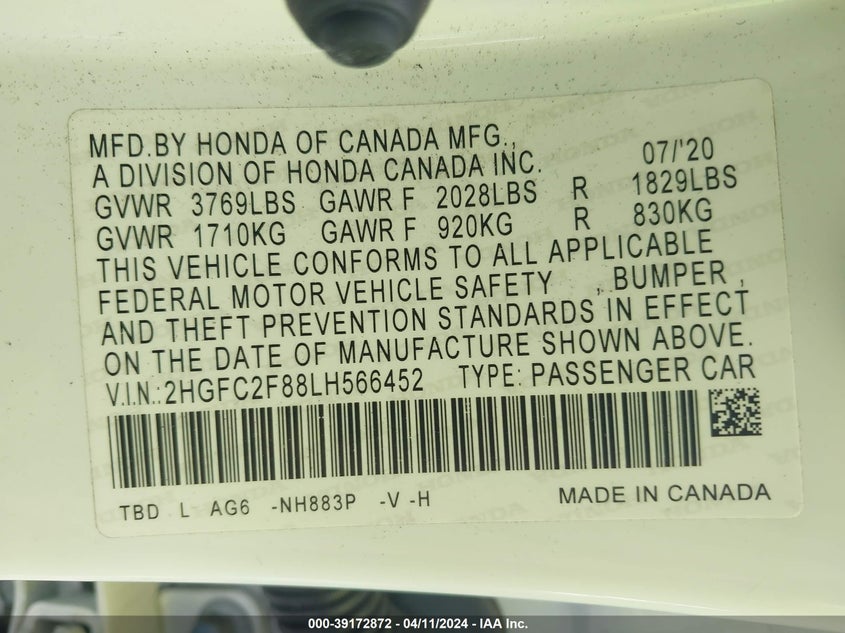 MFD.BY HONDA OF CANADA MFG.,
A DIVISION OF HONDA CANADA INC. 07/'20
GVWR 3769LBS GAWR F 2028LBS R 1829LBS
GVWR 1710KG GAWR F 920KG R 830KG
THIS VEHICLE CONFORMS TO ALL APPLICABLE
FEDERAL MOTOR VEHICLE SAFETY , BUMPER ,
AND THEFT PREVENTION STANDARDS IN EFFECT
ON THE DATE OF MANUFACTURE SHOWN ABOVE.
V.I.N.:2HGFC2F88LH566452 TYPE: PASSENGER CAR
TBD L AG6 -NH883P -V -H MADE IN CANADA
000-39172872 - 04/11/2024 - IAA Inc.